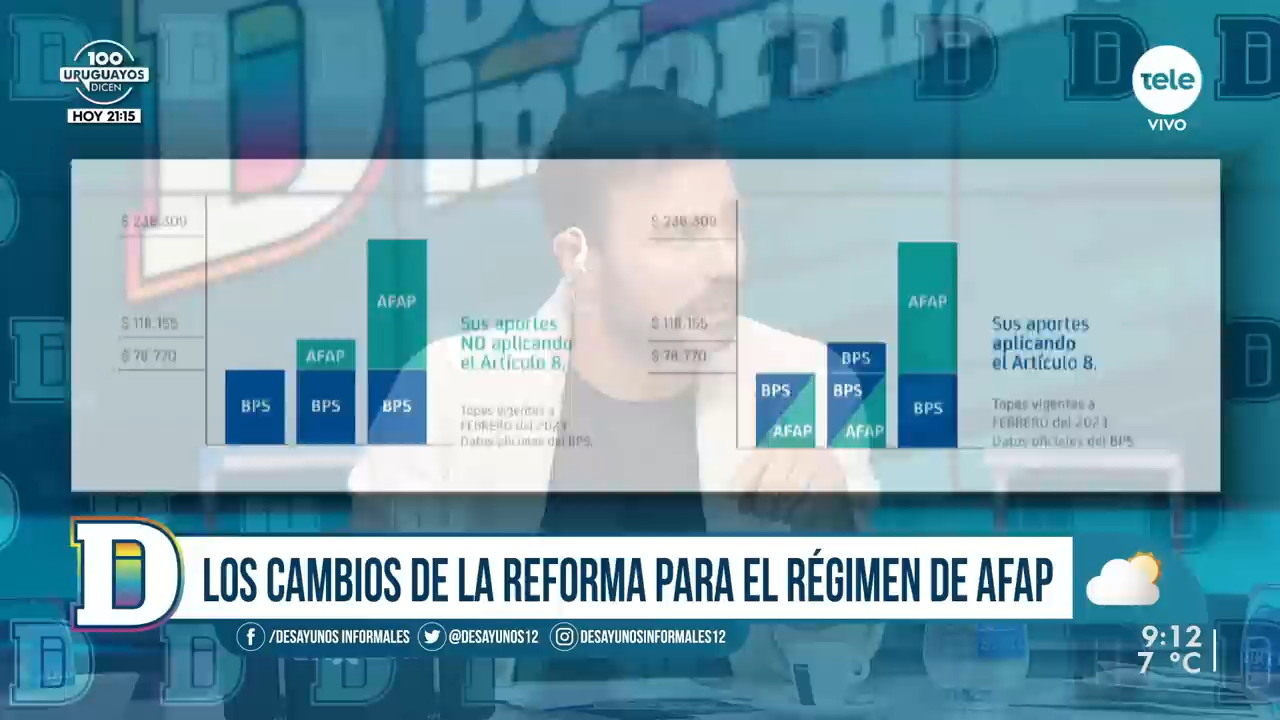 100
URUGUAYOS
DICEN
HOY 21:15
tele
VIVO
$ 236.309
$ 118.155
$ 78.770
BPS
AFAP
BPS
AFAP
BPS
Sus aportes
NO aplicando
el Artículo 8.
Topes vigentes a
FEBRERO del 2023
Datos oficiales del BPS.
$ 236.309
$ 118.155
$ 78.770
BPS
AFAP
BPS
BPS
AFAP
AFAP
BPS
Sus aportes
aplicando
el Artículo 8.
Topes vigentes a
FEBRERO del 2023
Datos oficiales del BPS
D
LOS CAMBIOS DE LA REFORMA PARA EL RÉGIMEN DE AFAP
/DESAYUNOS INFORMALES @DESAYUNOS12 DESAYUNOSINFORMALES12
9:12
7 °C